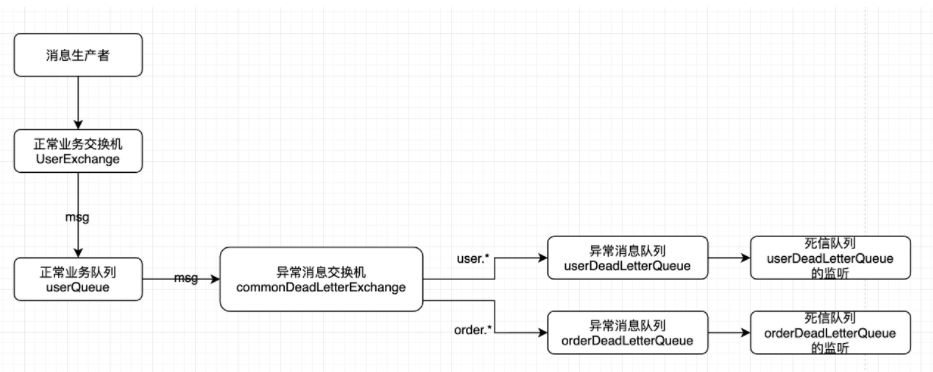 消息生产者
正常业务交换机
UserExchange
msg
正常业务队列
userQueue
msg
异常消息交换机
commonDeadLetterExchange
user.*
异常消息队列
userDeadLetterQueue
死信队列
userDeadLetterQueue
的监听
order.*
异常消息队列
orderDeadLetterQueue
死信队列
orderDeadLetterQueue
的监听